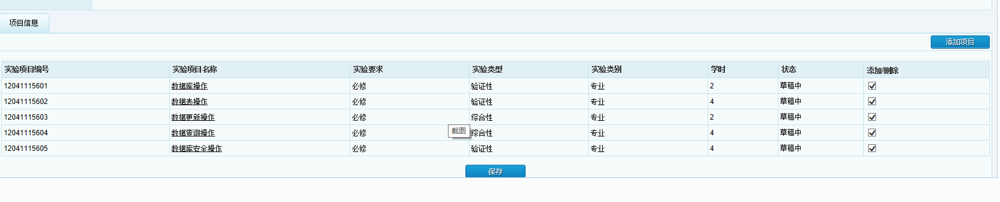 项目信息
添加项目
实验项目编号 实验项目名称 实验要求 实验类型 实验类别 学时 状态 添加/删除
12041115601 数据库操作 必修 验证性 专业 2 草稿中
12041115602 数据表操作 必修 验证性 专业 4 草稿中
12041115603 数据更新操作 必修 综合性 专业 2 草稿中
12041115604 数据查询操作 必修 综合性 专业 4 草稿中
截图
12041115605 数据库安全操作 必修 验证性 专业 4 草稿中
保存